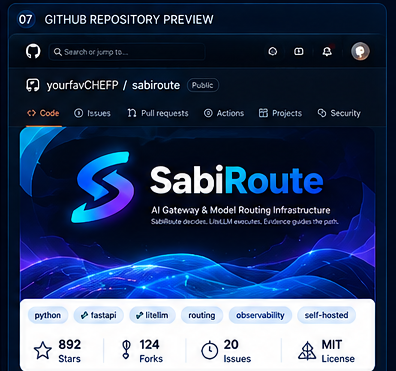 07 GITHUB REPOSITORY PREVIEW
Search or jump to...
yourfavCHEFP / sabiroute Public
Code Issues Pull requests Actions Projects Security
SabiRoute
AI Gateway & Model Routing Infrastructure
SabiRoute decides. LiteLLM executes. Evidence guides the path.
python fastapi litellm routing observability self-hosted
892 124 20 MIT
Stars Forks Issues License